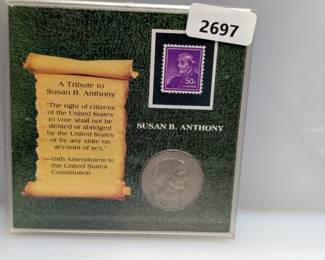 2697
A Tribute to
Susan B. Anthony
"The right of citizens
of the United States
to vote shall not be
denied or abridged by
the United States
or by any state on
account of sex."
—19th Amendment to
the United States
Constitution
50¢
SUSAN B. ANTHONY